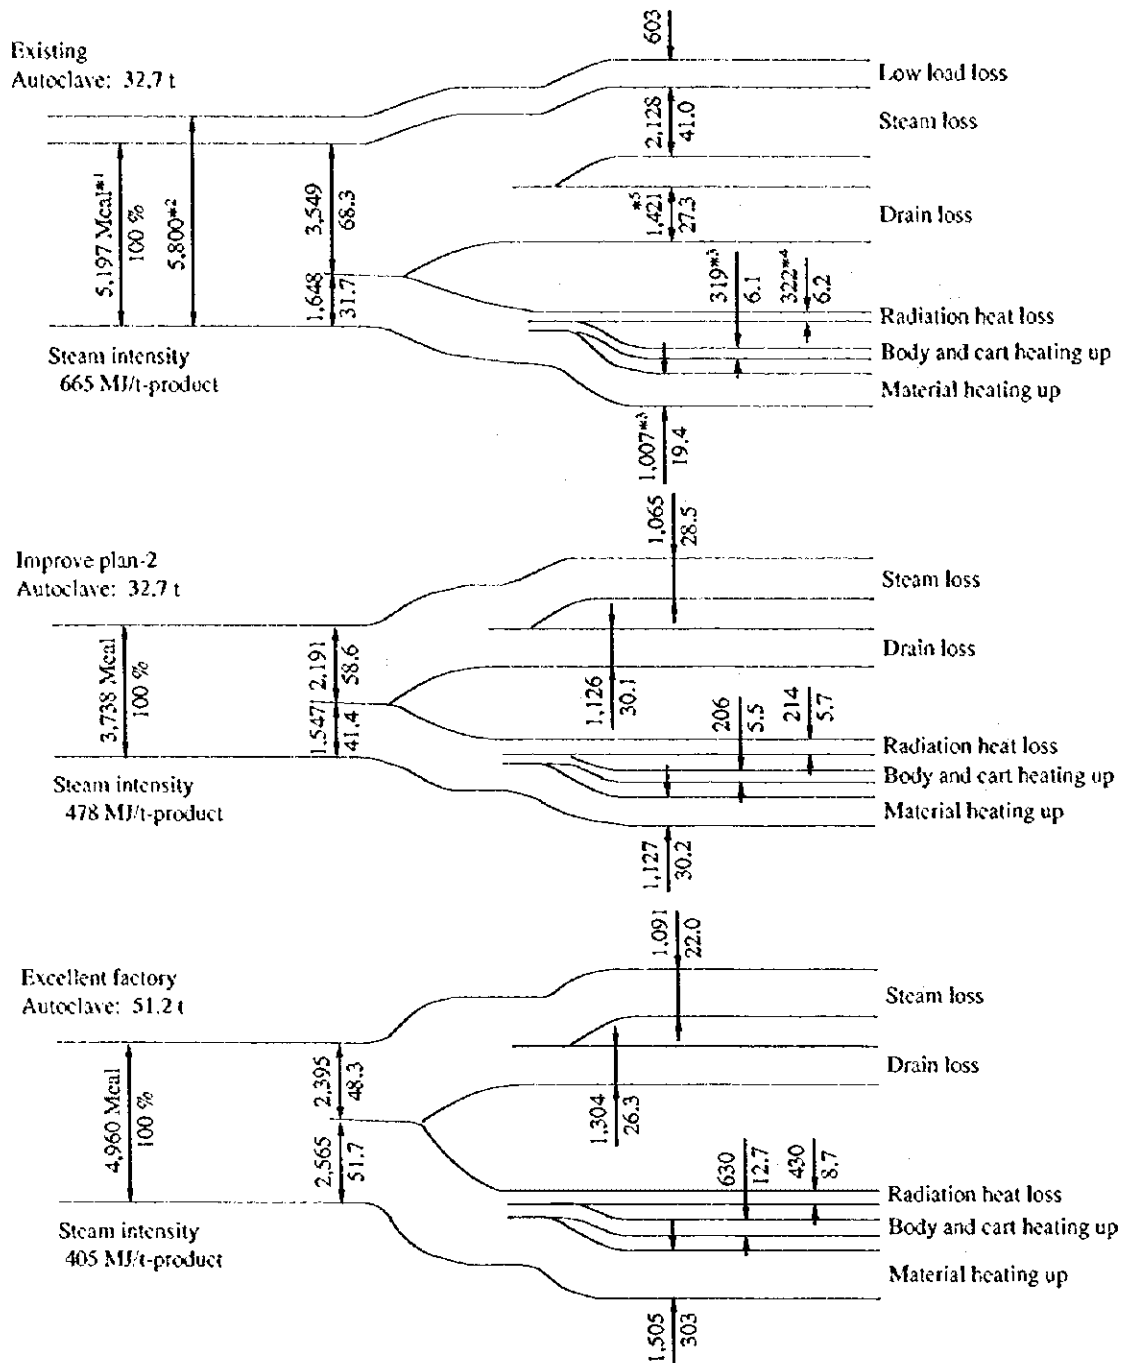 603
Existing
Autoclave: 32.7 t
Low load loss
2,128
41.0
Steam loss
5,197 Mcal*1
100 %
5,800*2
3,549
68.3
*5
1,421
27.3
Drain loss
1,648
31.7
319*3
6.1
322*4
6.2
Radiation heat loss
Body and cart heating up
Material heating up
Steam intensity
665 MJ/t-product
1,007*3
19.4
1,065
28.5
Improve plan-2
Autoclave: 32.7 t
Steam loss
3,738 Mcal
100 %
2,191
58.6
Drain loss
1,126
30.1
1,547
41.4
206
5.5
214
5.7
Radiation heat loss
Body and cart heating up
Material heating up
Steam intensity
478 MJ/t-product
1,127
30.2
1,091
22.0
Excellent factory
Autoclave: 51.2 t
Steam loss
4,960 Mcal
100 %
2,395
48.3
Drain loss
1,304
26.3
2,565
51.7
630
12.7
430
8.7
Radiation heat loss
Body and cart heating up
Material heating up
Steam intensity
405 MJ/t-product
1,505
303